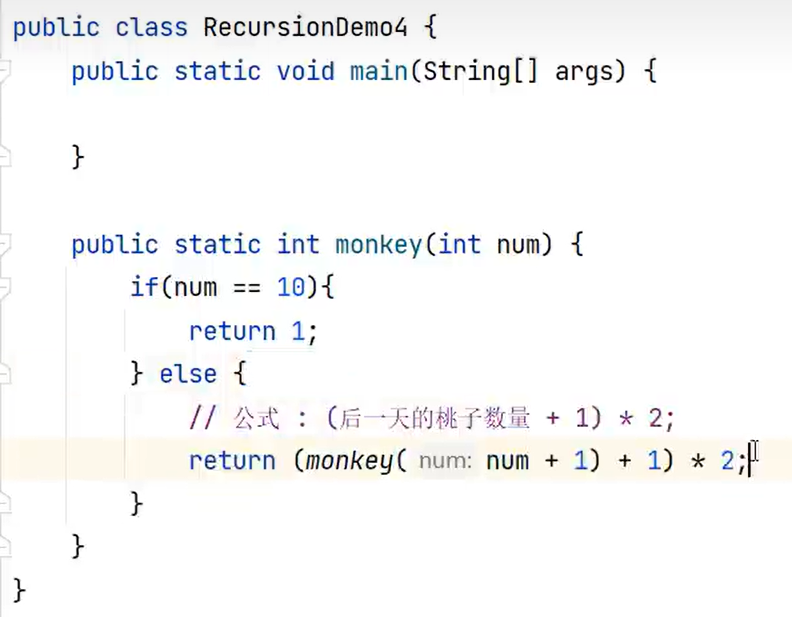 public class RecursionDemo4 {
public static void main(String[] args) {
}
public static int monkey(int num) {
if(num == 10){
return 1;
} else {
// 公式 : (后一天的桃子数量 + 1) * 2;
return (monkey( num: num + 1) + 1) * 2;
}
}
}